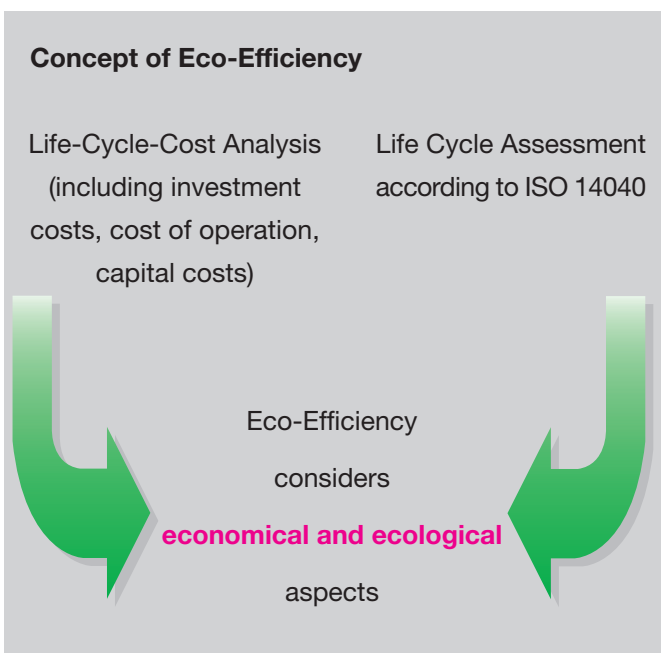 Concept of Eco-Efficiency
Life-Cycle-Cost Analysis
(including investment
costs, cost of operation,
capital costs)
Life Cycle Assessment
according to ISO 14040
Eco-Efficiency
considers
economical and ecological
aspects